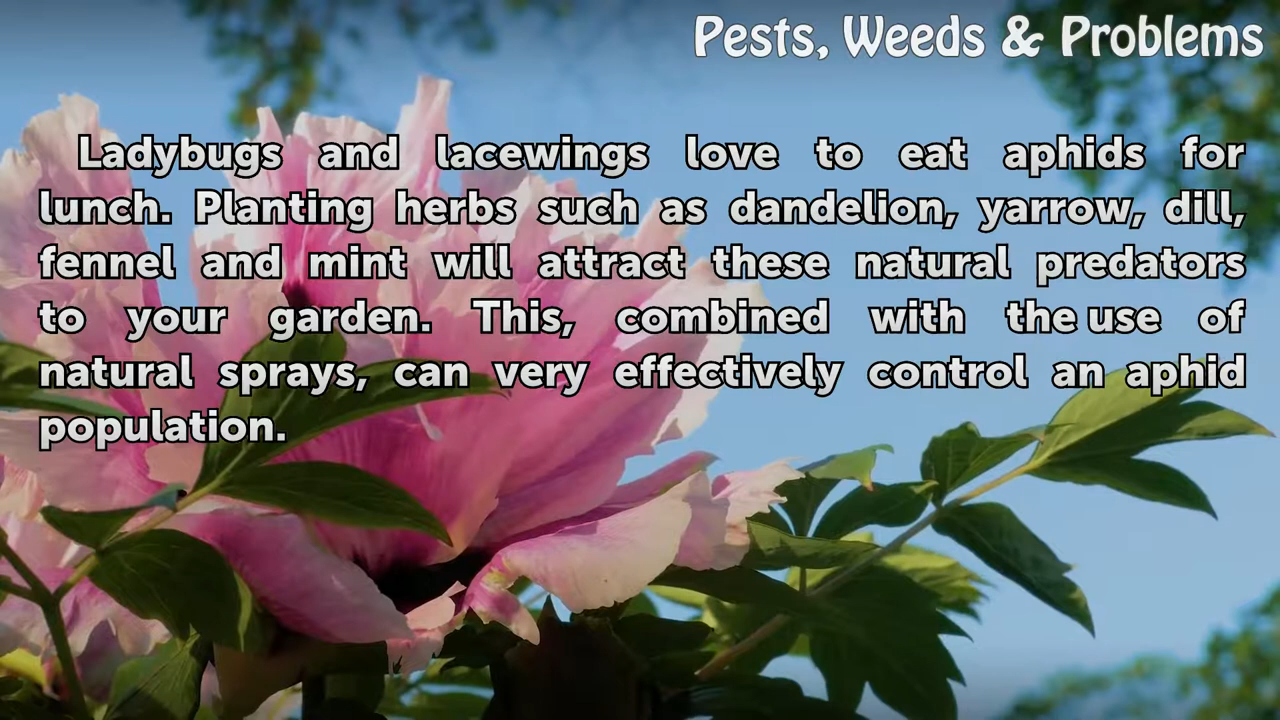 Pests, Weeds & Problems
Ladybugs and lacewings love to eat aphids for
lunch. Planting herbs such as dandelion, yarrow, dill,
fennel and mint will attract these natural predators
to your garden. This, combined with the use of
natural sprays, can very effectively control an aphid
population.